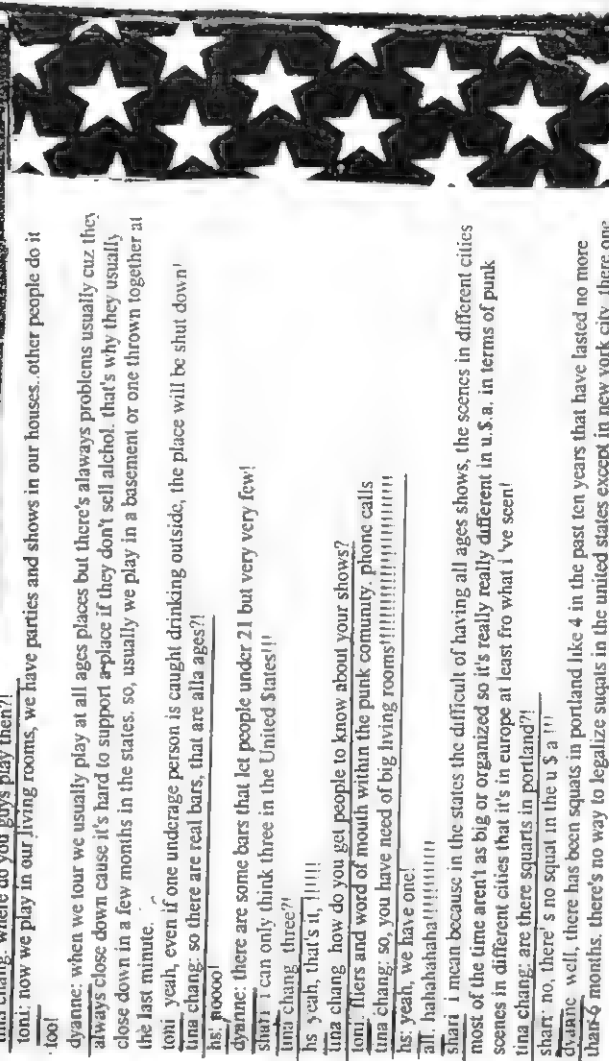 tina chang: where do you guys play then?!
toni: now we play in our living rooms, we have parties and shows in our houses..other people do it
too!
dyanne: when we tour we usually play at all ages places but there's alaways problems usually cuz they
always close down cause it's hard to support a place if they don't sell alchol. that's why they usually
close down in a few months in the states. so, usually we play in a basement or one thrown together at
the last minute.
toni yeah, even if one underage person is caught drinking outside, the place will be shut down'
tina chang: so there are real bars, that are alla ages?!
hs: noooo!
dyanne: there are some bars that let people under 21 but very very few!
shari i can only think three in the United States!!!
tina chang three?!
hs yeah, that's it, !!!!!!
tina chang how do you get people to know about your shows?
toni: fliers and word of mouth within the punk comunity. phone calls
tina chang: so, you have need of big living rooms!!!!!!!!!!!!!!!!!!!!!!!!!!!!
hs: yeah, we have one!
all. hahahahaha!!!!!!!!!!!
shari i mean because in the states the difficult of having all ages shows, the scenes in different cities
most of the time aren't as big or organized so it's really really different in u.$.a. in terms of punk
scenes in different cities that it's in europe at least fro what i 've seen!
tina chang: are there squarts in portland?!
shari: no, there' s no squat in the u $ a !!!
dyanne well, there has been squats in portland like 4 in the past ten years that have lasted no more
than 6 months. there's no way to legalize suqats in the united states except in new york city there one